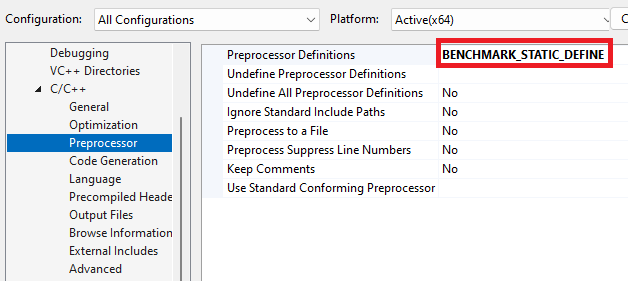 Configuration: All Configurations Platform: Active(x64) C
Debugging
VC++ Directories
C/C++
General
Optimization
Preprocessor
Code Generation
Language
Precompiled Heade
Output Files
Browse Information
External Includes
Advanced
Preprocessor Definitions BENCHMARK_STATIC_DEFINE
Undefine Preprocessor Definitions
Undefine All Preprocessor Definitions No
Ignore Standard Include Paths No
Preprocess to a File No
Preprocess Suppress Line Numbers No
Keep Comments No
Use Standard Conforming Preprocessor